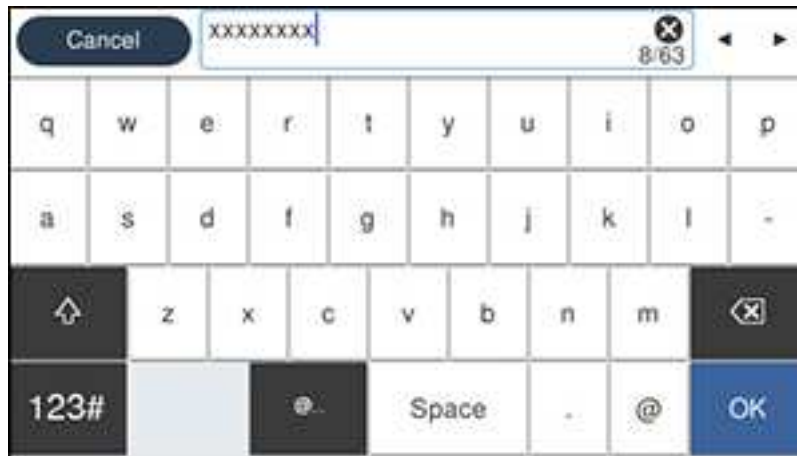 Cancel xxxxxxxx 8/63
q w e r t y u i o p
a s d f g h j k l -
z x c v b n m
123# @... Space . @ OK